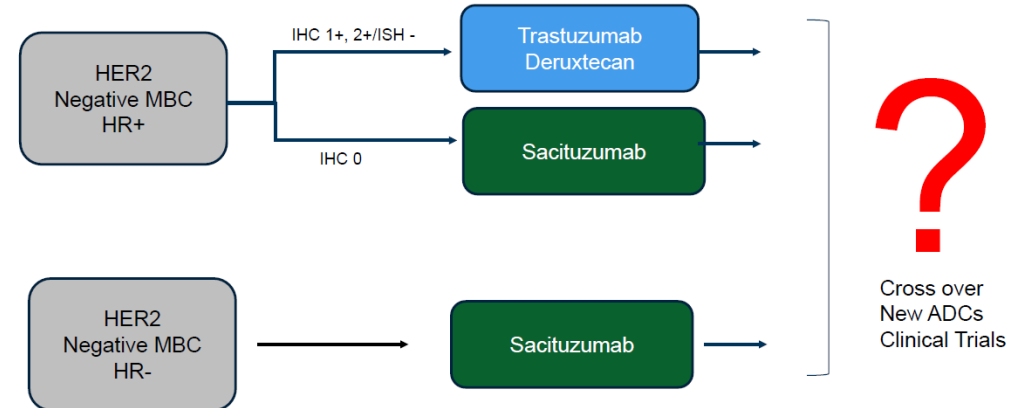 HER2
Negative MBC
HR+
IHC 1+, 2+/ISH -
Trastuzumab
Deruxtecan
IHC 0
Sacituzumab
HER2
Negative MBC
HR-
Sacituzumab
?
Cross over
New ADCs
Clinical Trials